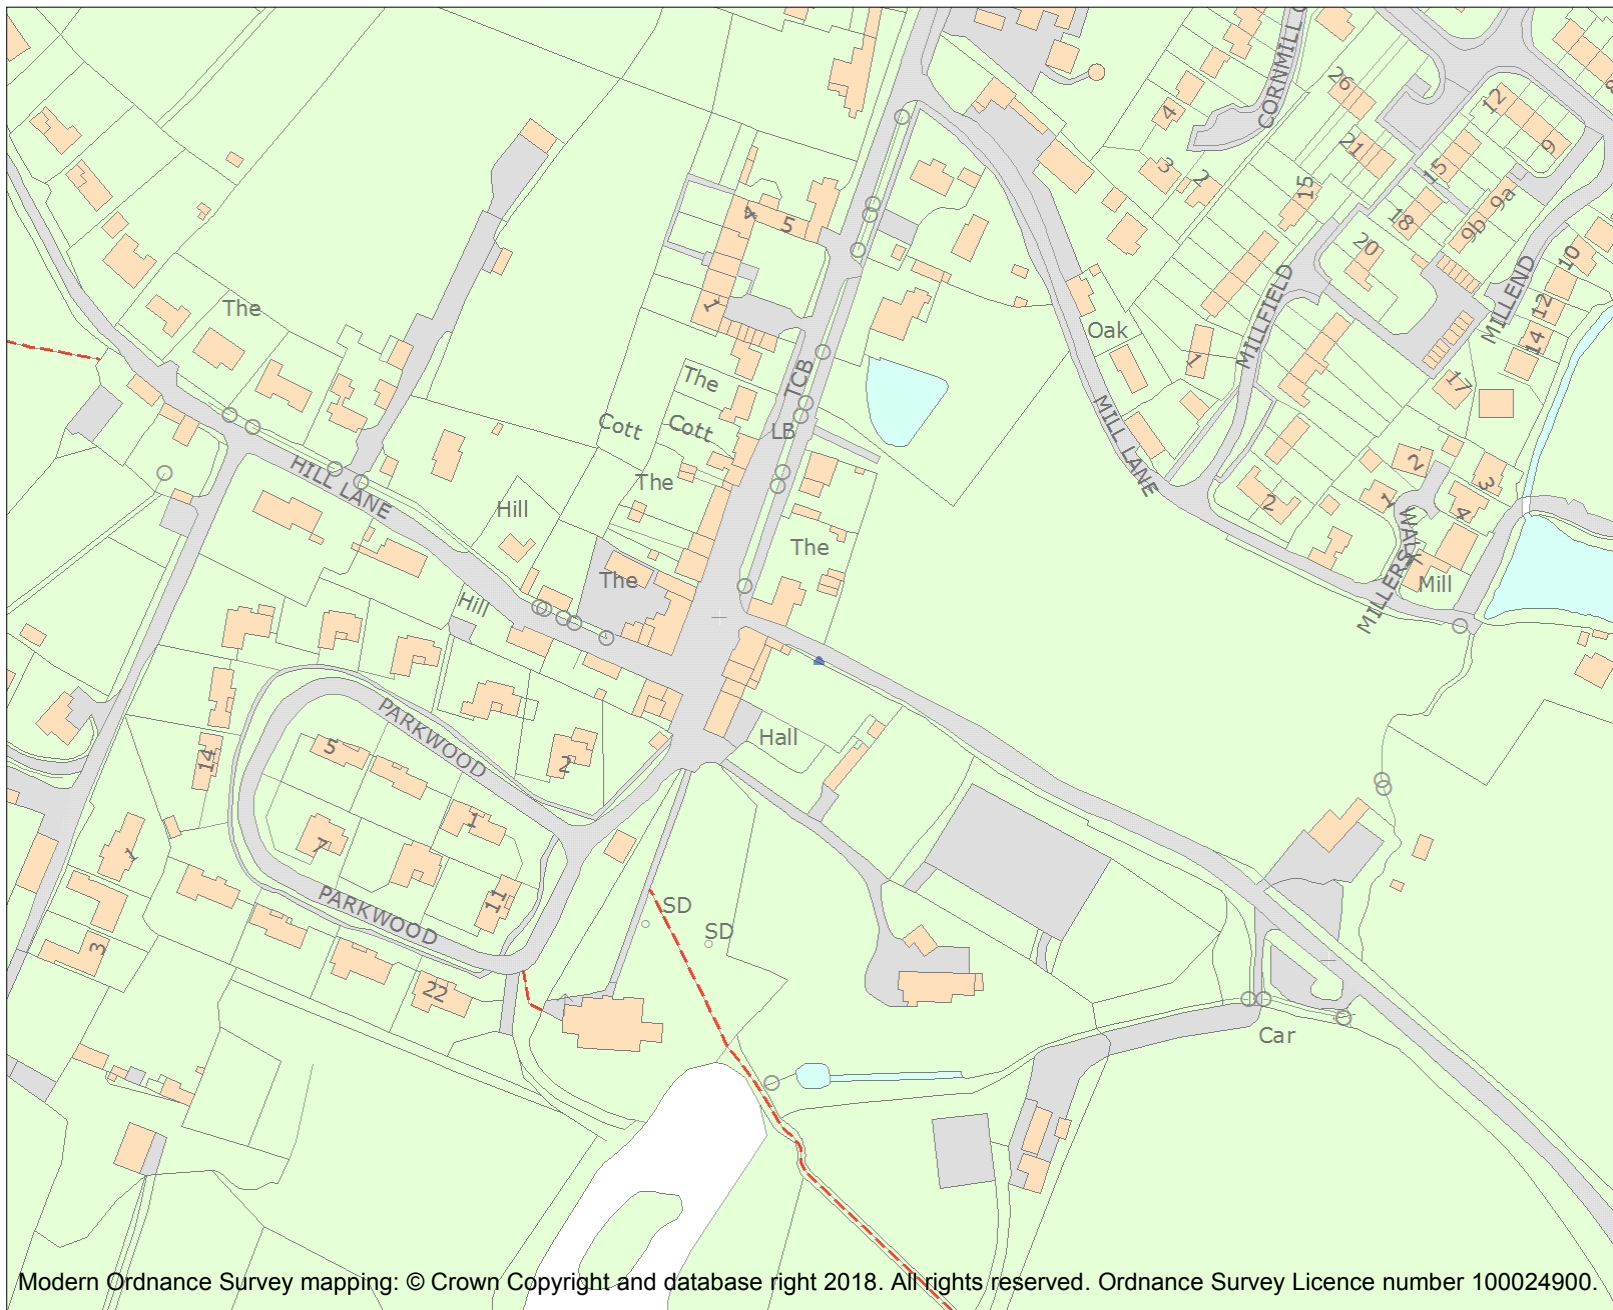 CORNMILL C
26
12
4
21
9
15
3
2
15
9a
18
9b
4
5
20
10
The
1
12
MILLFIELD
MILLEND
Oak
14
1
TCB
The
17
MILL LANE
Cott
Cott
LB
2
HILL LANE
The
3
2
1
Hill
4
WALK
The
The
MILLERS
Mill
Hill
PARKWOOD
Hall
5
14
2
1
7
1
PARKWOOD
11
SD
SD
3
22
Car
Modern Ordnance Survey mapping: © Crown Copyright and database right 2018. All rights reserved. Ordnance Survey Licence number 100024900.